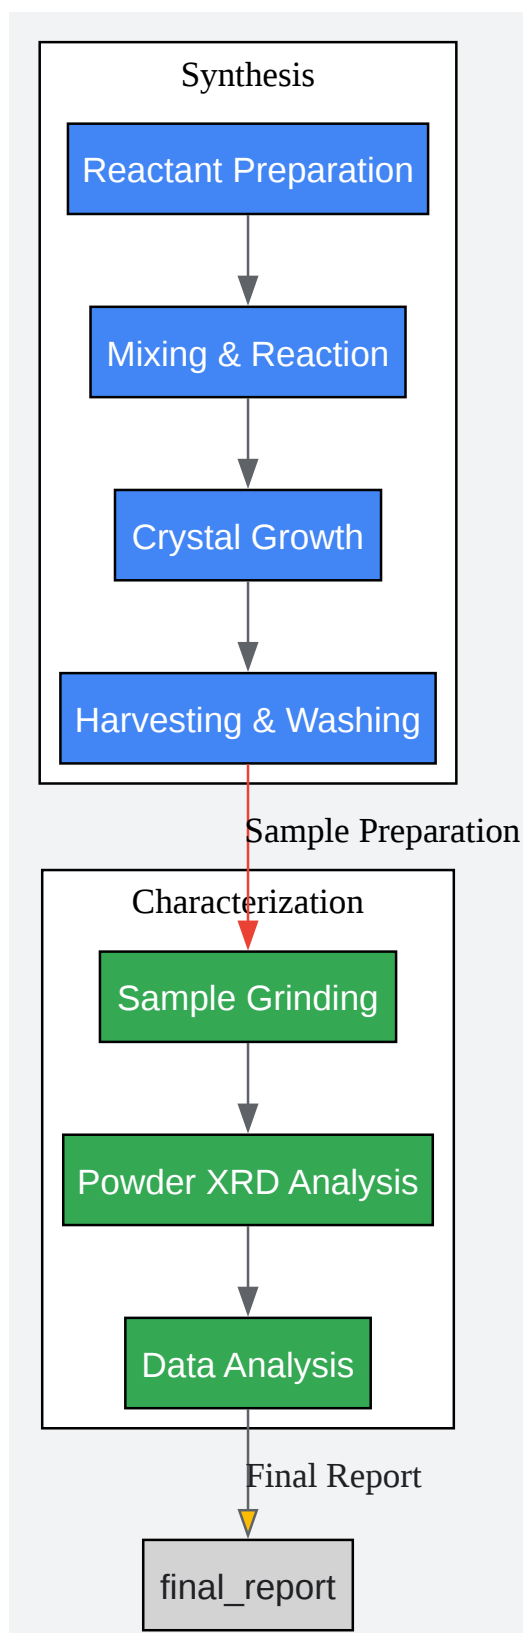 Synthesis
Reactant Preparation
Mixing & Reaction
Crystal Growth
Harvesting & Washing
Sample Preparation
Characterization
Sample Grinding
Powder XRD Analysis
Data Analysis
Final Report
final_report